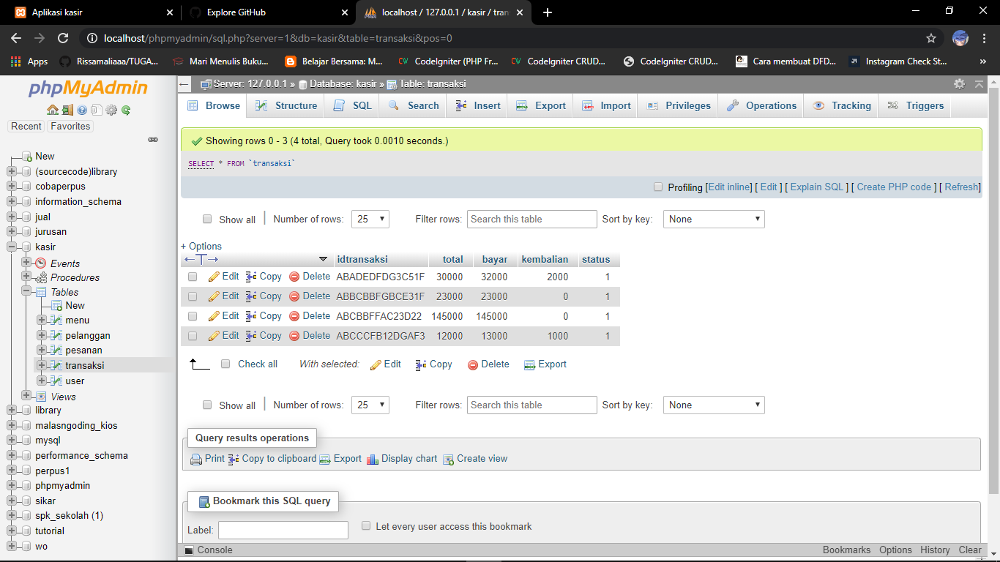 Aplikasi kasir
Explore GitHub
localhost / 127.0.0.1 / kasir / tran
localhost/phpmyadmin/sql.php?server=1&db=kasir&table=transaksi&pos=0
Apps
Rissamaliaaa/TUGA...
Mari Menulis Buku...
Belajar Bersama: M...
CodeIgniter (PHP Fr...
CodeIgniter CRUD...
CodeIgniter CRUD...
Cara membuat DFD...
Instagram Check St...
»
phpMyAdmin
Recent Favorites
New
(sourcecode)library
cobaperpus
information_schema
jual
jurusan
kasir
Events
Procedures
Tables
New
menu
pelanggan
pesanan
transaksi
user
Views
library
malasngoding_kios
mysql
performance_schema
perpus1
phpmyadmin
sikar
spk_sekolah (1)
tutorial
wo
Server: 127.0.0.1 » Database: kasir » Table: transaksi
Browse Structure SQL Search Insert Export Import Privileges Operations Tracking Triggers
Showing rows 0 - 3 (4 total, Query took 0.0010 seconds.)
SELECT * FROM `transaksi`
Profiling [Edit inline] [ Edit ] [ Explain SQL ] [ Create PHP code ] [ Refresh]
Show all | Number of rows: 25 Filter rows: Search this table Sort by key: None
+ Options
←T→ idtransaksi total bayar kembalian status
Edit Copy Delete ABADEDFDG3C51F 30000 32000 2000 1
Edit Copy Delete ABBCBBFGBCE31F 23000 23000 0 1
Edit Copy Delete ABCBBFFAC23D22 145000 145000 0 1
Edit Copy Delete ABCCCFB12DGAF3 12000 13000 1000 1
Check all With selected: Edit Copy Delete Export
Show all | Number of rows: 25 Filter rows: Search this table Sort by key: None
Query results operations
Print Copy to clipboard Export Display chart Create view
Bookmark this SQL query
Label: Let every user access this bookmark
Console Bookmarks Options History Clear